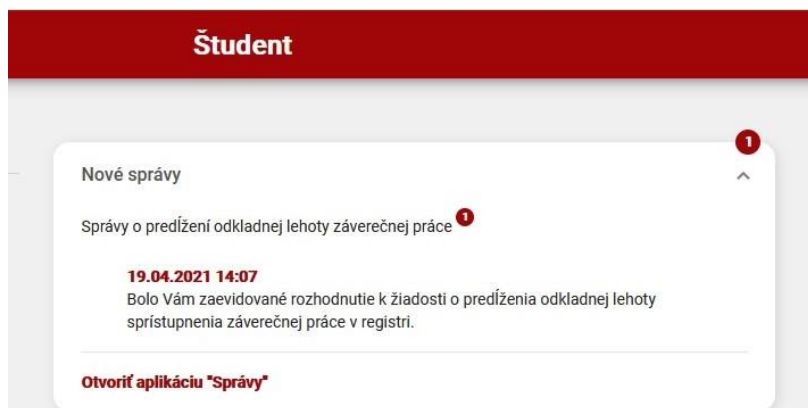 Študent
1
Nové správy
Správy o predĺžení odkladnej lehoty záverečnej práce 1
19.04.2021 14:07
Bolo Vám zaevidované rozhodnutie k žiadosti o predĺženia odkladnej lehoty
sprístupnenia záverečnej práce v registri.
Otvoriť aplikáciu "Správy"